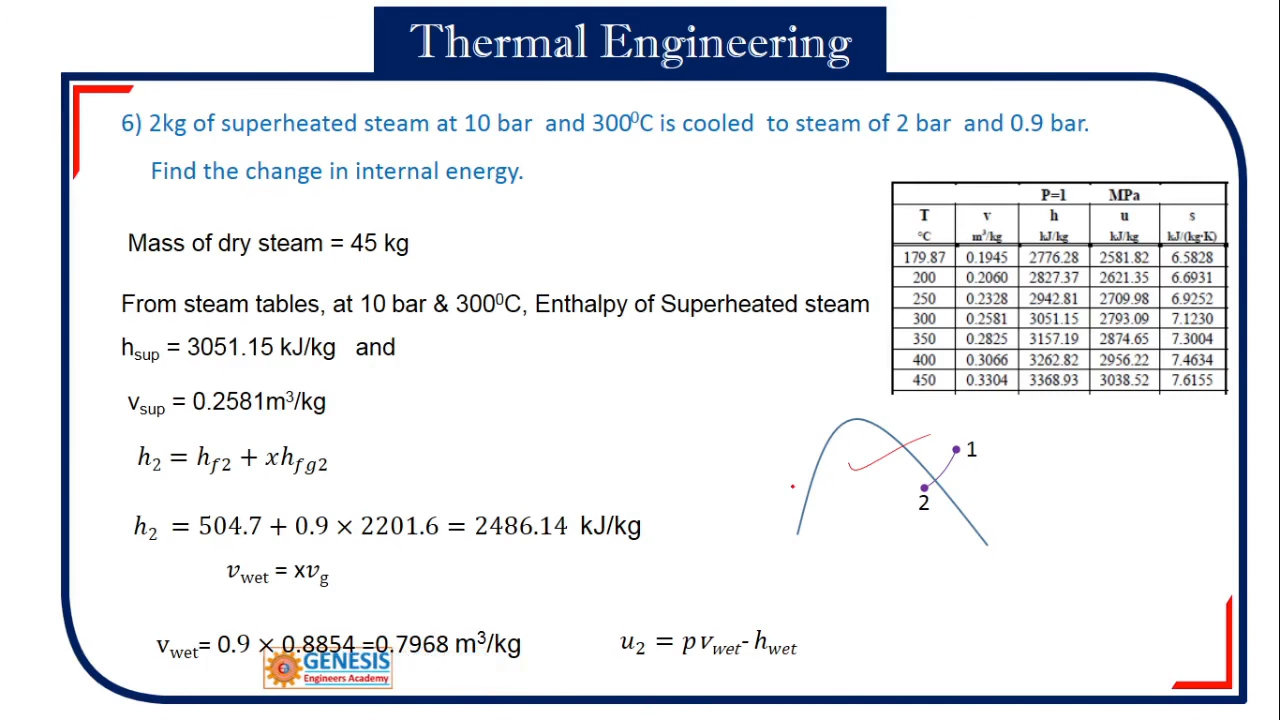 Thermal Engineering
6) 2kg of superheated steam at 10 bar and 300⁰C is cooled to steam of 2 bar and 0.9 bar.
Find the change in internal energy.
P=1 MPa
T v h u s
°C m³/kg kJ/kg kJ/kg kJ/(kg·K)
179.87 0.1945 2776.28 2581.82 6.5828
200 0.2060 2827.37 2621.35 6.6931
250 0.2328 2942.81 2709.98 6.9252
300 0.2581 3051.15 2793.09 7.1230
350 0.2825 3157.19 2874.65 7.3004
400 0.3066 3262.82 2956.22 7.4634
450 0.3304 3368.93 3038.52 7.6155
Mass of dry steam = 45 kg
From steam tables, at 10 bar & 300⁰C, Enthalpy of Superheated steam
h_sup = 3051.15 kJ/kg and
v_sup = 0.2581m³/kg
h₂ = h_f2 + xh_fg2
h₂ = 504.7 + 0.9 × 2201.6 = 2486.14 kJ/kg
v_wet = xv_g
v_wet= 0.9 × 0.8854 =0.7968 m³/kg
u₂ = pv_wet- h_wet
1
2
GENESIS
Engineers Academy